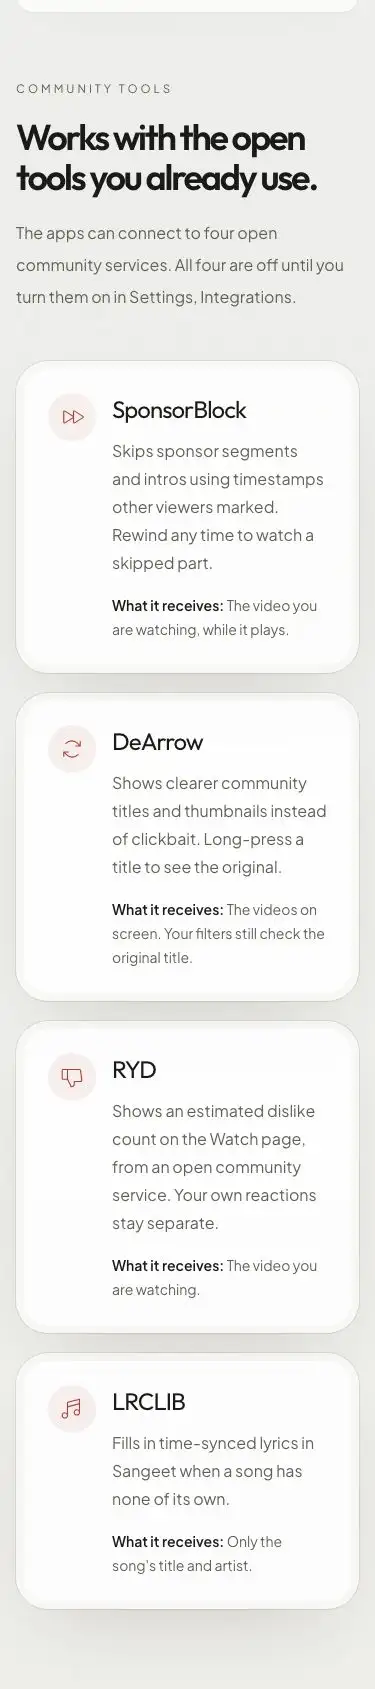 COMMUNITY TOOLS
Works with the open
tools you already use.
The apps can connect to four open
community services. All four are off until you
turn them on in Settings, Integrations.
SponsorBlock
Skips sponsor segments
and intros using timestamps
other viewers marked.
Rewind any time to watch a
skipped part.
What it receives: The video you
are watching, while it plays.
DeArrow
Shows clearer community
titles and thumbnails instead
of clickbait. Long-press a
title to see the original.
What it receives: The videos on
screen. Your filters still check the
original title.
RYD
Shows an estimated dislike
count on the Watch page,
from an open community
service. Your own reactions
stay separate.
What it receives: The video you
are watching.
LRCLIB
Fills in time-synced lyrics in
Sangeet when a song has
none of its own.
What it receives: Only the
song's title and artist.